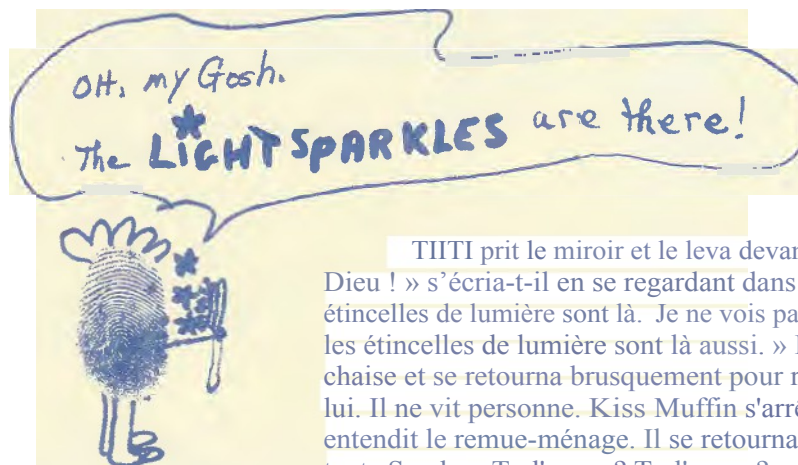 OH, my Gosh.
The LIGHT SPARKLES are there!
TIITI prit le miroir et le leva devan
Dieu ! » s’écria-t-il en se regardant dans
étincelles de lumière sont là. Je ne vois pa
les étincelles de lumière sont là aussi. »
chaise et se retourna brusquement pour r
lui. Il ne vit personne. Kiss Muffin s'arrê
entendit le remue-ménage. Il se retourna